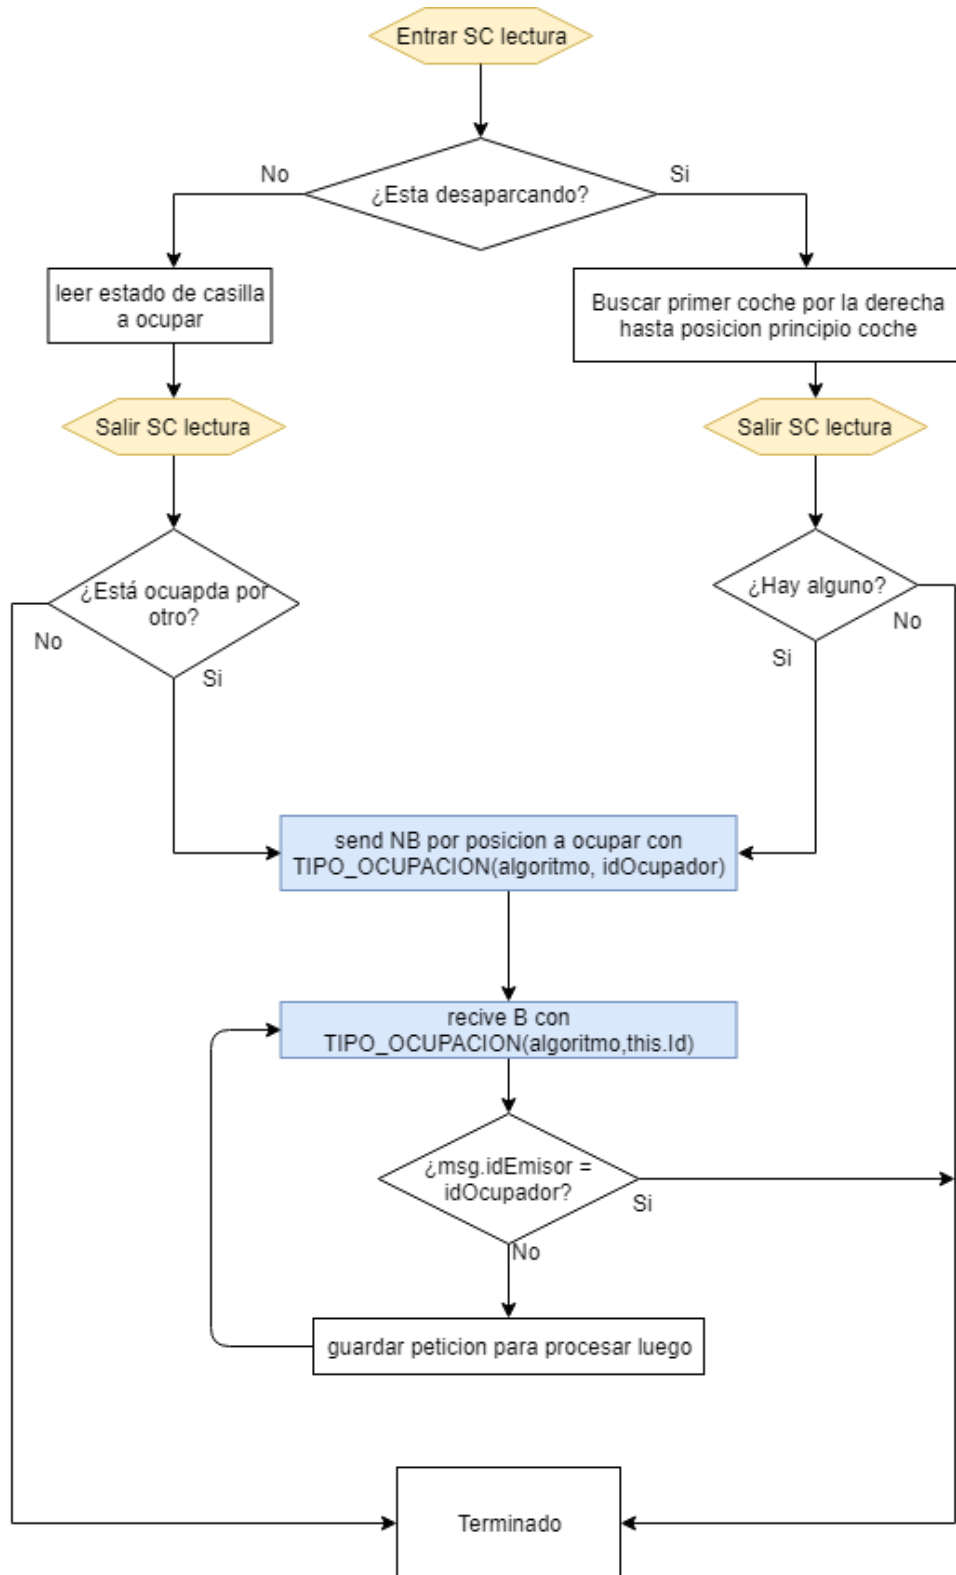 Entrar SC lectura
¿Esta desaparcando?
No
Si
leer estado de casilla
a ocupar
Buscar primer coche por la derecha
hasta posicion principio coche
Salir SC lectura
Salir SC lectura
¿Está ocuapda por
otro?
No
Si
¿Hay alguno?
No
Si
send NB por posicion a ocupar con
TIPO_OCUPACION(algoritmo, idOcupador)
recive B con
TIPO_OCUPACION(algoritmo,this.Id)
¿msg.idEmisor =
idOcupador?
Si
No
guardar peticion para procesar luego
Terminado